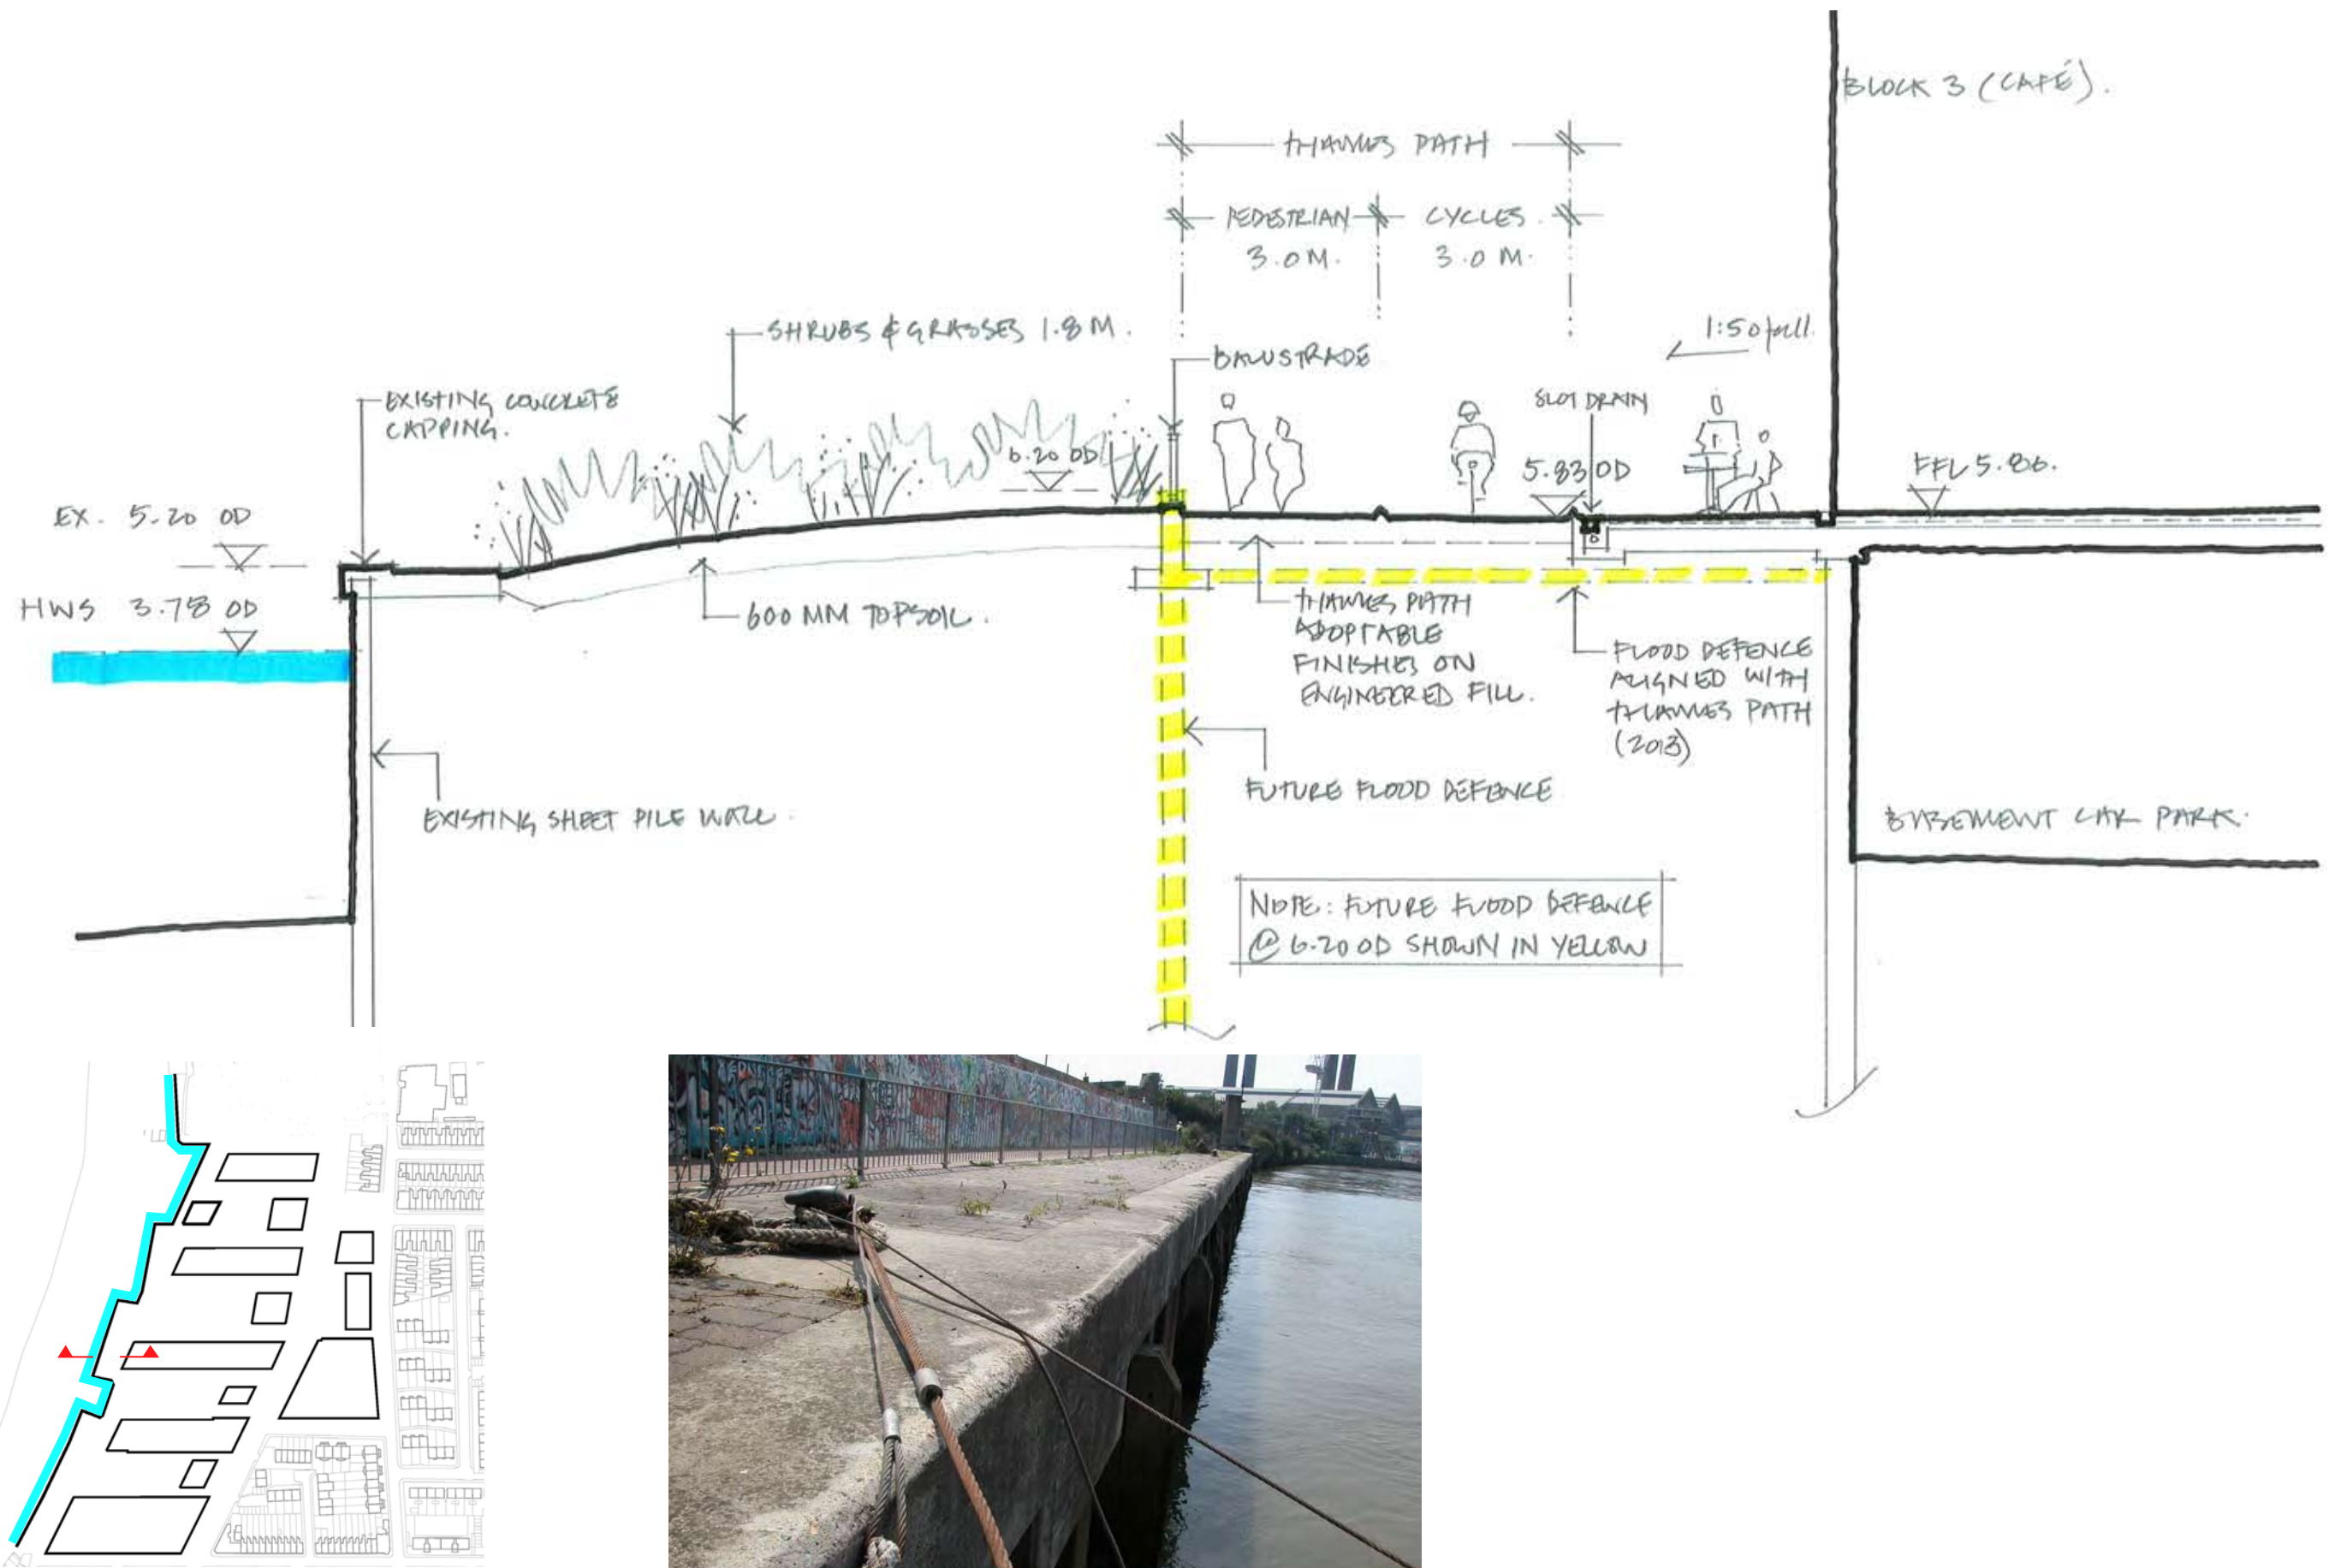 BLOCK 3 (CAFÉ).
THAMES PATH
PEDESTRIAN
3.0 M.
CYCLES.
3.0 M.
SHRUBS & GRASSES 1.8 M.
1:50 fall.
BALUSTRADE
EXISTING CONCRETE
CAPPING.
SLOT DRAIN
6.20 OD
5.83 OD
FFL 5.86.
EX. 5.20 OD
HWS 3.78 OD
600 MM TOPSOIL.
THAMES PATH
ADOPTABLE
FINISHES ON
ENGINEERED FILL.
FLOOD DEFENCE
ALIGNED WITH
THAMES PATH
(2013)
FUTURE FLOOD DEFENCE
EXISTING SHEET PILE WALL.
BASEMENT CAR PARK.
NOTE: FUTURE FLOOD DEFENCE
@ 6.20 OD SHOWN IN YELLOW